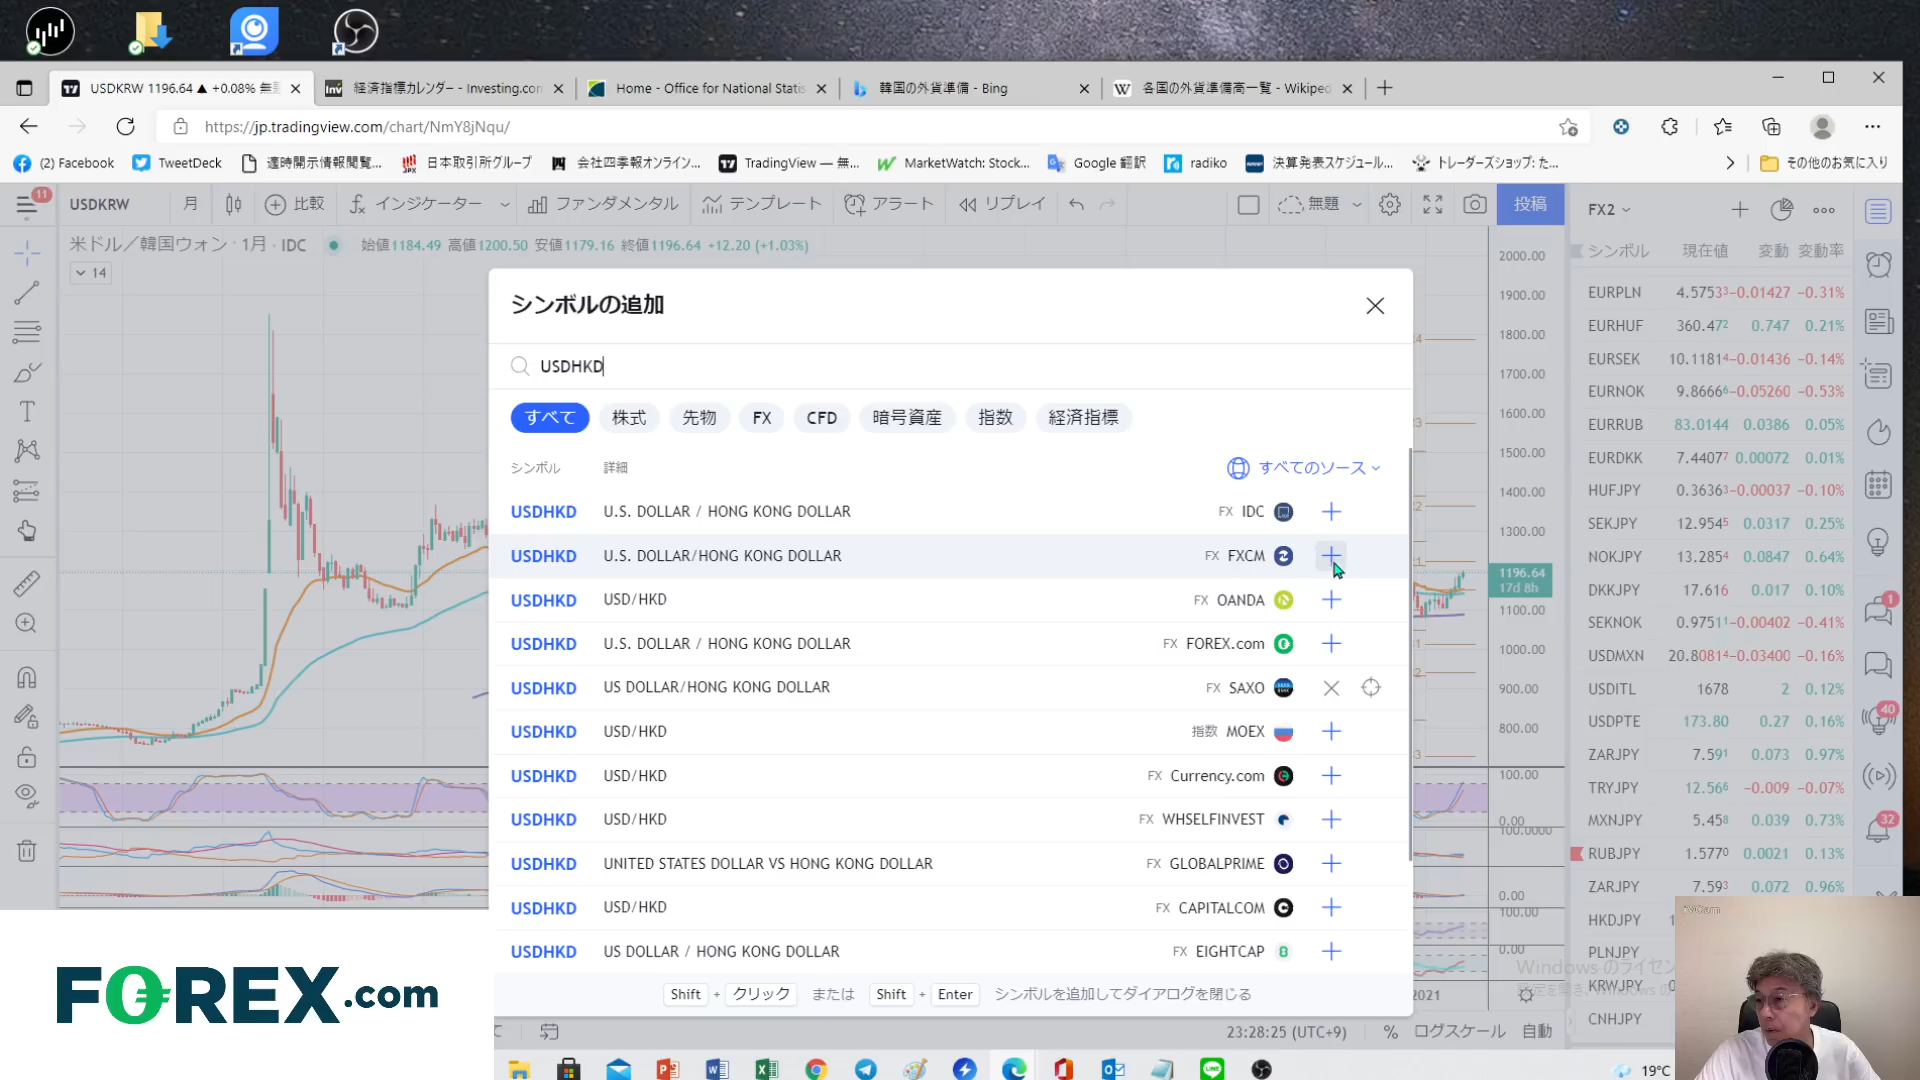 USDKRW 1196.64 ▲ +0.08% 無題
経済指標カレンダー - Investing.com
Home - Office for National Statis
韓国の外貨準備 - Bing
各国の外貨準備高一覧 - Wikiped
https://jp.tradingview.com/chart/NmY8jNqu/
(2) Facebook
TweetDeck
適時開示情報閲覧...
日本取引所グループ
会社四季報オンライン...
TradingView — 無...
MarketWatch: Stock...
Google 翻訳
radiko
決算発表スケジュール...
トレーダーズショップ: た...
その他のお気に入り
11
USDKRW 月 比較 インジケーター ファンダメンタル テンプレート アラート リプレイ 無題 投稿
FX2
米ドル／韓国ウォン · 1月 · IDC 始値1184.49 高値1200.50 安値1179.16 終値1196.64 +12.20 (+1.03%)
14
シンボルの追加
USDHKD
すべて 株式 先物 FX CFD 暗号資産 指数 経済指標
シンボル 詳細 すべてのソース
USDHKD U.S. DOLLAR / HONG KONG DOLLAR FX IDC
USDHKD U.S. DOLLAR/HONG KONG DOLLAR FX FXCM
USDHKD USD/HKD FX OANDA
USDHKD U.S. DOLLAR / HONG KONG DOLLAR FX FOREX.com
USDHKD US DOLLAR/HONG KONG DOLLAR FX SAXO
USDHKD USD/HKD 指数 MOEX
USDHKD USD/HKD FX Currency.com
USDHKD USD/HKD FX WHSELFINVEST
USDHKD UNITED STATES DOLLAR VS HONG KONG DOLLAR FX GLOBALPRIME
USDHKD USD/HKD FX CAPITALCOM
USDHKD US DOLLAR / HONG KONG DOLLAR FX EIGHTCAP
Shift + クリック または Shift + Enter シンボルを追加してダイアログを閉じる
2000.00
1900.00
1800.00
1700.00
1600.00
1500.00
1400.00
1300.00
1196.64
17d 8h
1100.00
1000.00
900.00
800.00
100.00
0.00
100.0000
0.00
100.00
0.00
2021
シンボル 現在値 変動 変動率
EURPLN 4.5753³ −0.01427 −0.31%
EURHUF 360.47² 0.747 0.21%
EURSEK 10.1181⁴ −0.01436 −0.14%
EURNOK 9.8666⁶ −0.05260 −0.53%
EURRUB 83.0144 0.0386 0.05%
EURDKK 7.4407⁷ 0.00072 0.01%
HUFJPY 0.3636³ −0.00037 −0.10%
SEKJPY 12.954⁵ 0.0317 0.25%
NOKJPY 13.285⁴ 0.0847 0.64%
DKKJPY 17.61⁶ 0.017 0.10%
SEKNOK 0.9751¹ −0.00402 −0.41%
USDMXN 20.8081⁴ −0.03400 −0.16%
USDITL 1678 2 0.12%
USDPTE 173.80 0.27 0.16%
ZARJPY 7.59¹ 0.073 0.97%
TRYJPY 12.56⁶ −0.009 −0.07%
MXNJPY 5.45⁸ 0.039 0.73%
RUBJPY 1.577⁰ 0.0021 0.13%
ZARJPY 7.59³ 0.072 0.96%
HKDJPY
PLNJPY
KRWJPY
CNHJPY
1
40
32
Windows のライセン
23:28:25 (UTC+9) % ログスケール 自動
FOREX.com
19°C